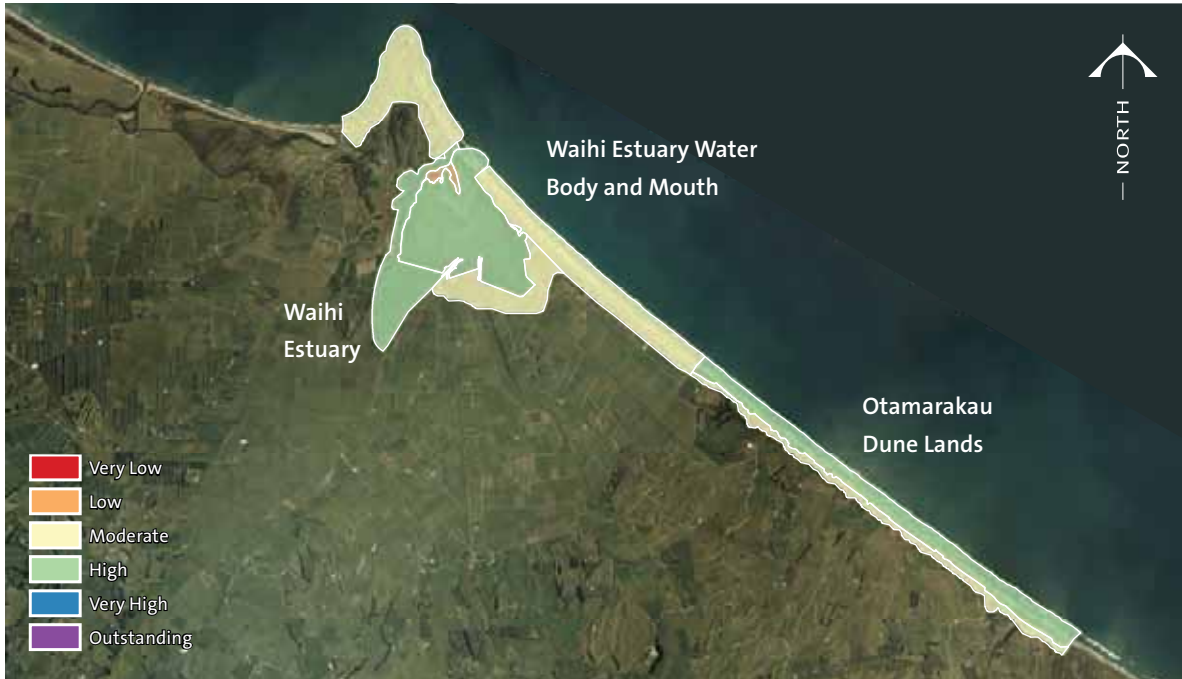 NORTH
Waihi Estuary Water
Body and Mouth
Waihi
Estuary
Otamarakau
Dune Lands
Very Low
Low
Moderate
High
Very High
Outstanding